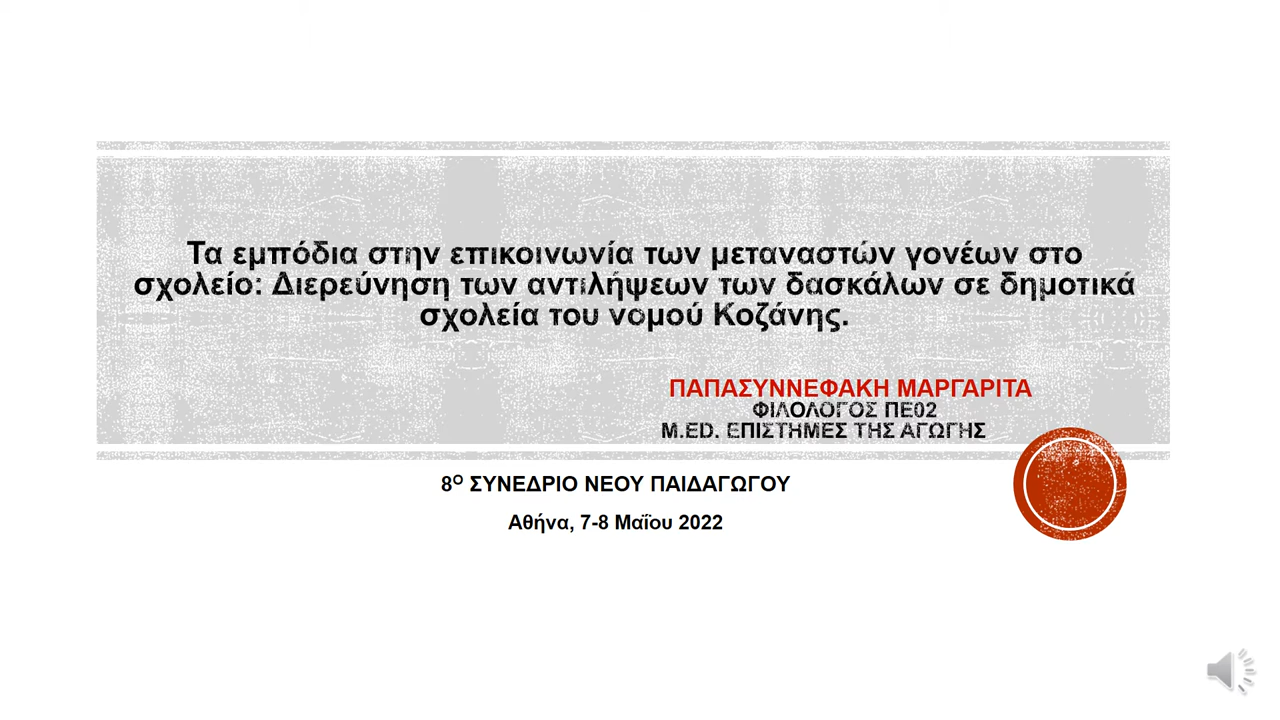 Τα εμπόδια στην επικοινωνία των μεταναστών γονέων στο
σχολείο: Διερεύνηση των αντιλήψεων των δασκάλων σε δημοτικά
σχολεία του νομού Κοζάνης.
ΠΑΠΑΣΥΝΝΕΦΑΚΗ ΜΑΡΓΑΡΙΤΑ
ΦΙΛΟΛΟΓΟΣ ΠΕ02
M.ED. ΕΠΙΣΤΗΜΕΣ ΤΗΣ ΑΓΩΓΗΣ
8Ο ΣΥΝΕΔΡΙΟ ΝΕΟΥ ΠΑΙΔΑΓΩΓΟΥ
Αθήνα, 7-8 Μαΐου 2022